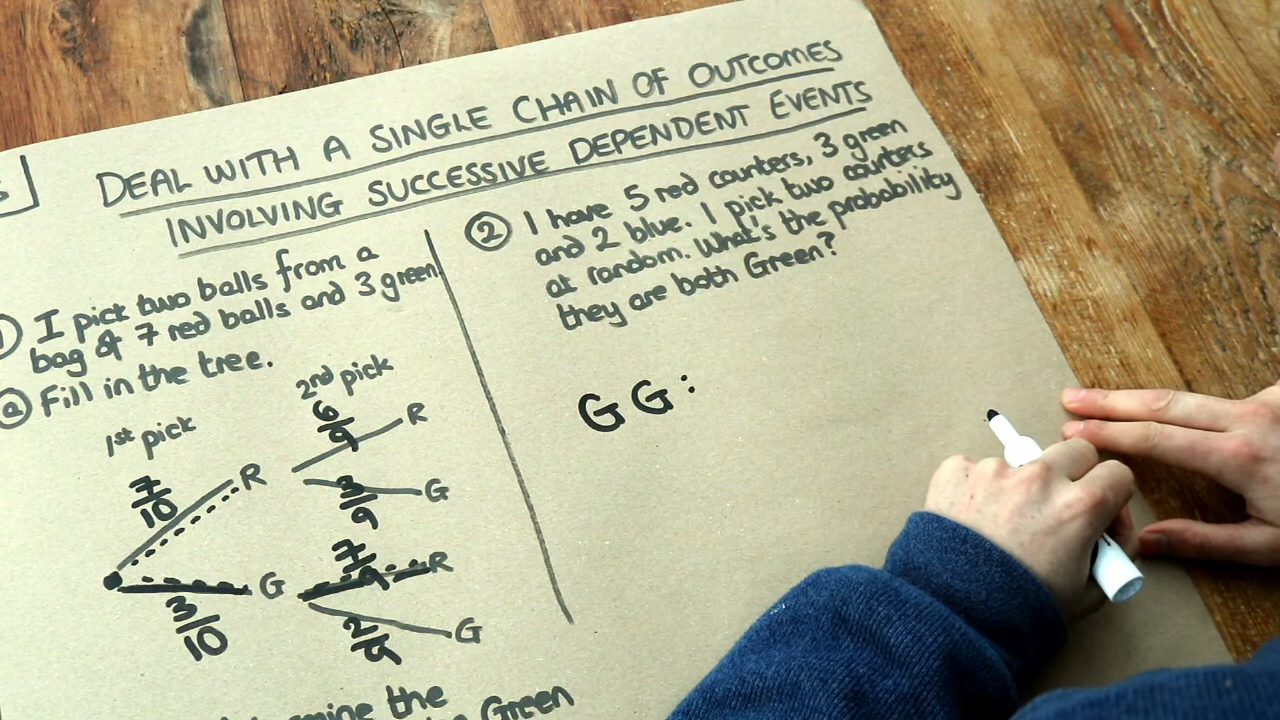 DEAL WITH A SINGLE CHAIN OF OUTCOMES
INVOLVING SUCCESSIVE DEPENDENT EVENTS
① I pick two balls from a
bag of 7 red balls and 3 green
ⓐ Fill in the tree.
1st pick
2nd pick
7/10
R
3/10
G
6/9
R
3/9
G
7/9
R
2/9
G
the
Green
② I have 5 red counters, 3 green
and 2 blue. I pick two counters
at random. What's the probability
they are both Green?
GG: